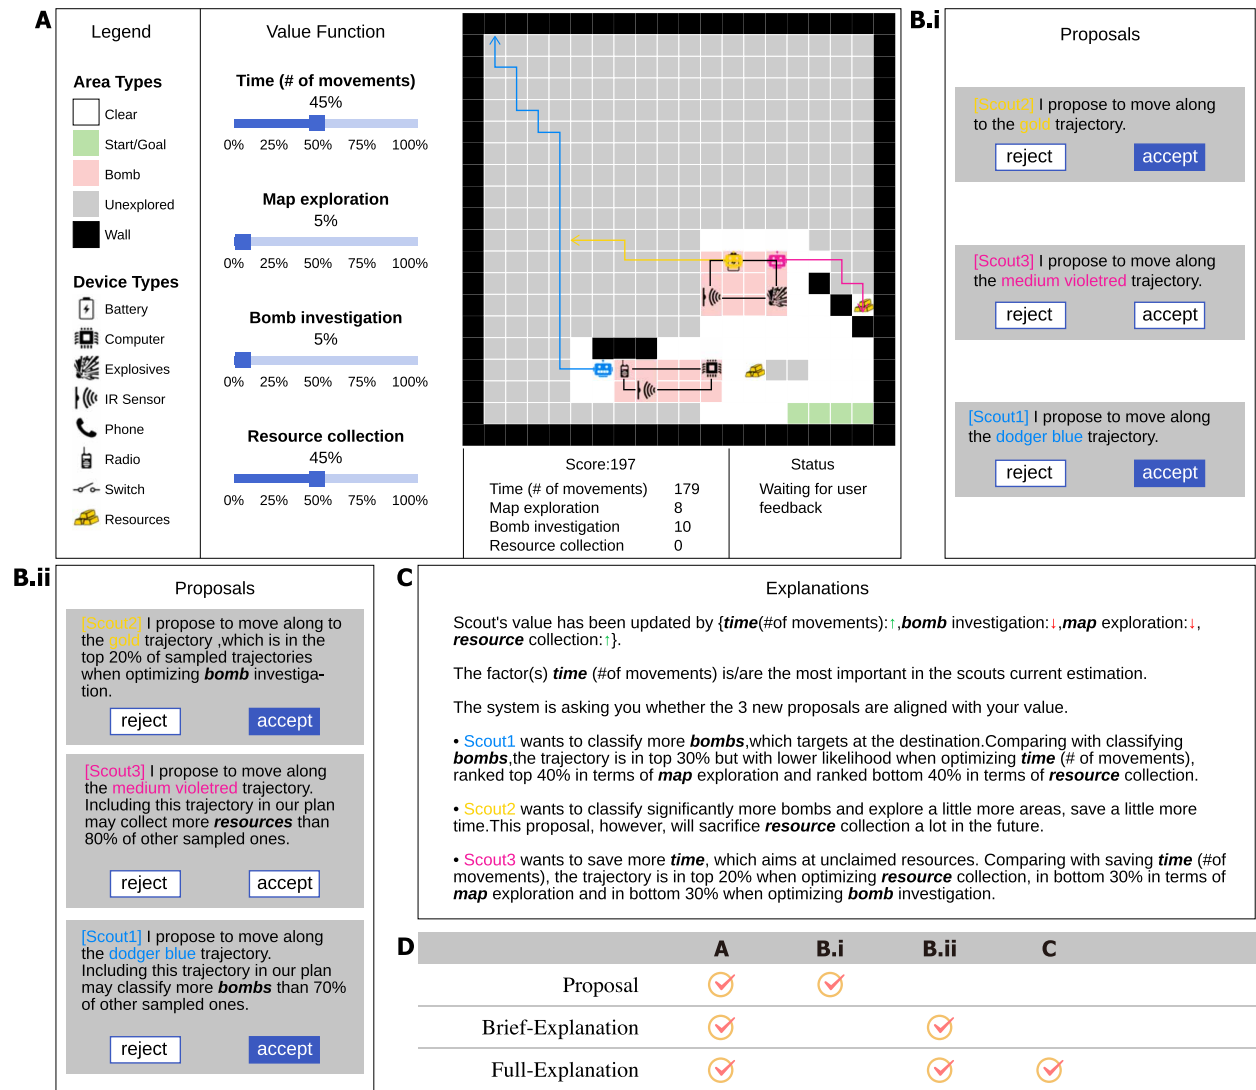 A
Legend
Area Types
Clear
Start/Goal
Bomb
Unexplored
Wall
Device Types
Battery
Computer
Explosives
IR Sensor
Phone
Radio
Switch
Resources
Value Function
Time (# of movements)
45%
0% 25% 50% 75% 100%
Map exploration
5%
0% 25% 50% 75% 100%
Bomb investigation
5%
0% 25% 50% 75% 100%
Resource collection
45%
0% 25% 50% 75% 100%
Score:197
Time (# of movements) 179
Map exploration 8
Bomb investigation 10
Resource collection 0
Status
Waiting for user
feedback
B.i
Proposals
[Scout2] I propose to move along
to the gold trajectory.
reject accept
[Scout3] I propose to move along
the medium violetred trajectory.
reject accept
[Scout1] I propose to move along
the dodger blue trajectory.
reject accept
B.ii
Proposals
[Scout2] I propose to move along to
the gold trajectory ,which is in the
top 20% of sampled trajectories
when optimizing bomb investiga-
tion.
reject accept
[Scout3] I propose to move along
the medium violetred trajectory.
Including this trajectory in our plan
may collect more resources than
80% of other sampled ones.
reject accept
[Scout1] I propose to move along
the dodger blue trajectory.
Including this trajectory in our plan
may classify more bombs than 70%
of other sampled ones.
reject accept
C
Explanations
Scout's value has been updated by {time(#of movements):↑,bomb investigation:↓,map exploration:↓,
resource collection:↑}.
The factor(s) time (#of movements) is/are the most important in the scouts current estimation.
The system is asking you whether the 3 new proposals are aligned with your value.
• Scout1 wants to classify more bombs,which targets at the destination.Comparing with classifying
bombs,the trajectory is in top 30% but with lower likelihood when optimizing time (# of movements),
ranked top 40% in terms of map exploration and ranked bottom 40% in terms of resource collection.
• Scout2 wants to classify significantly more bombs and explore a little more areas, save a little more
time.This proposal, however, will sacrifice resource collection a lot in the future.
• Scout3 wants to save more time, which aims at unclaimed resources. Comparing with saving time (#of
movements), the trajectory is in top 20% when optimizing resource collection, in bottom 30% in terms of
map exploration and in bottom 30% when optimizing bomb investigation.
D
A B.i B.ii C
Proposal
Brief-Explanation
Full-Explanation